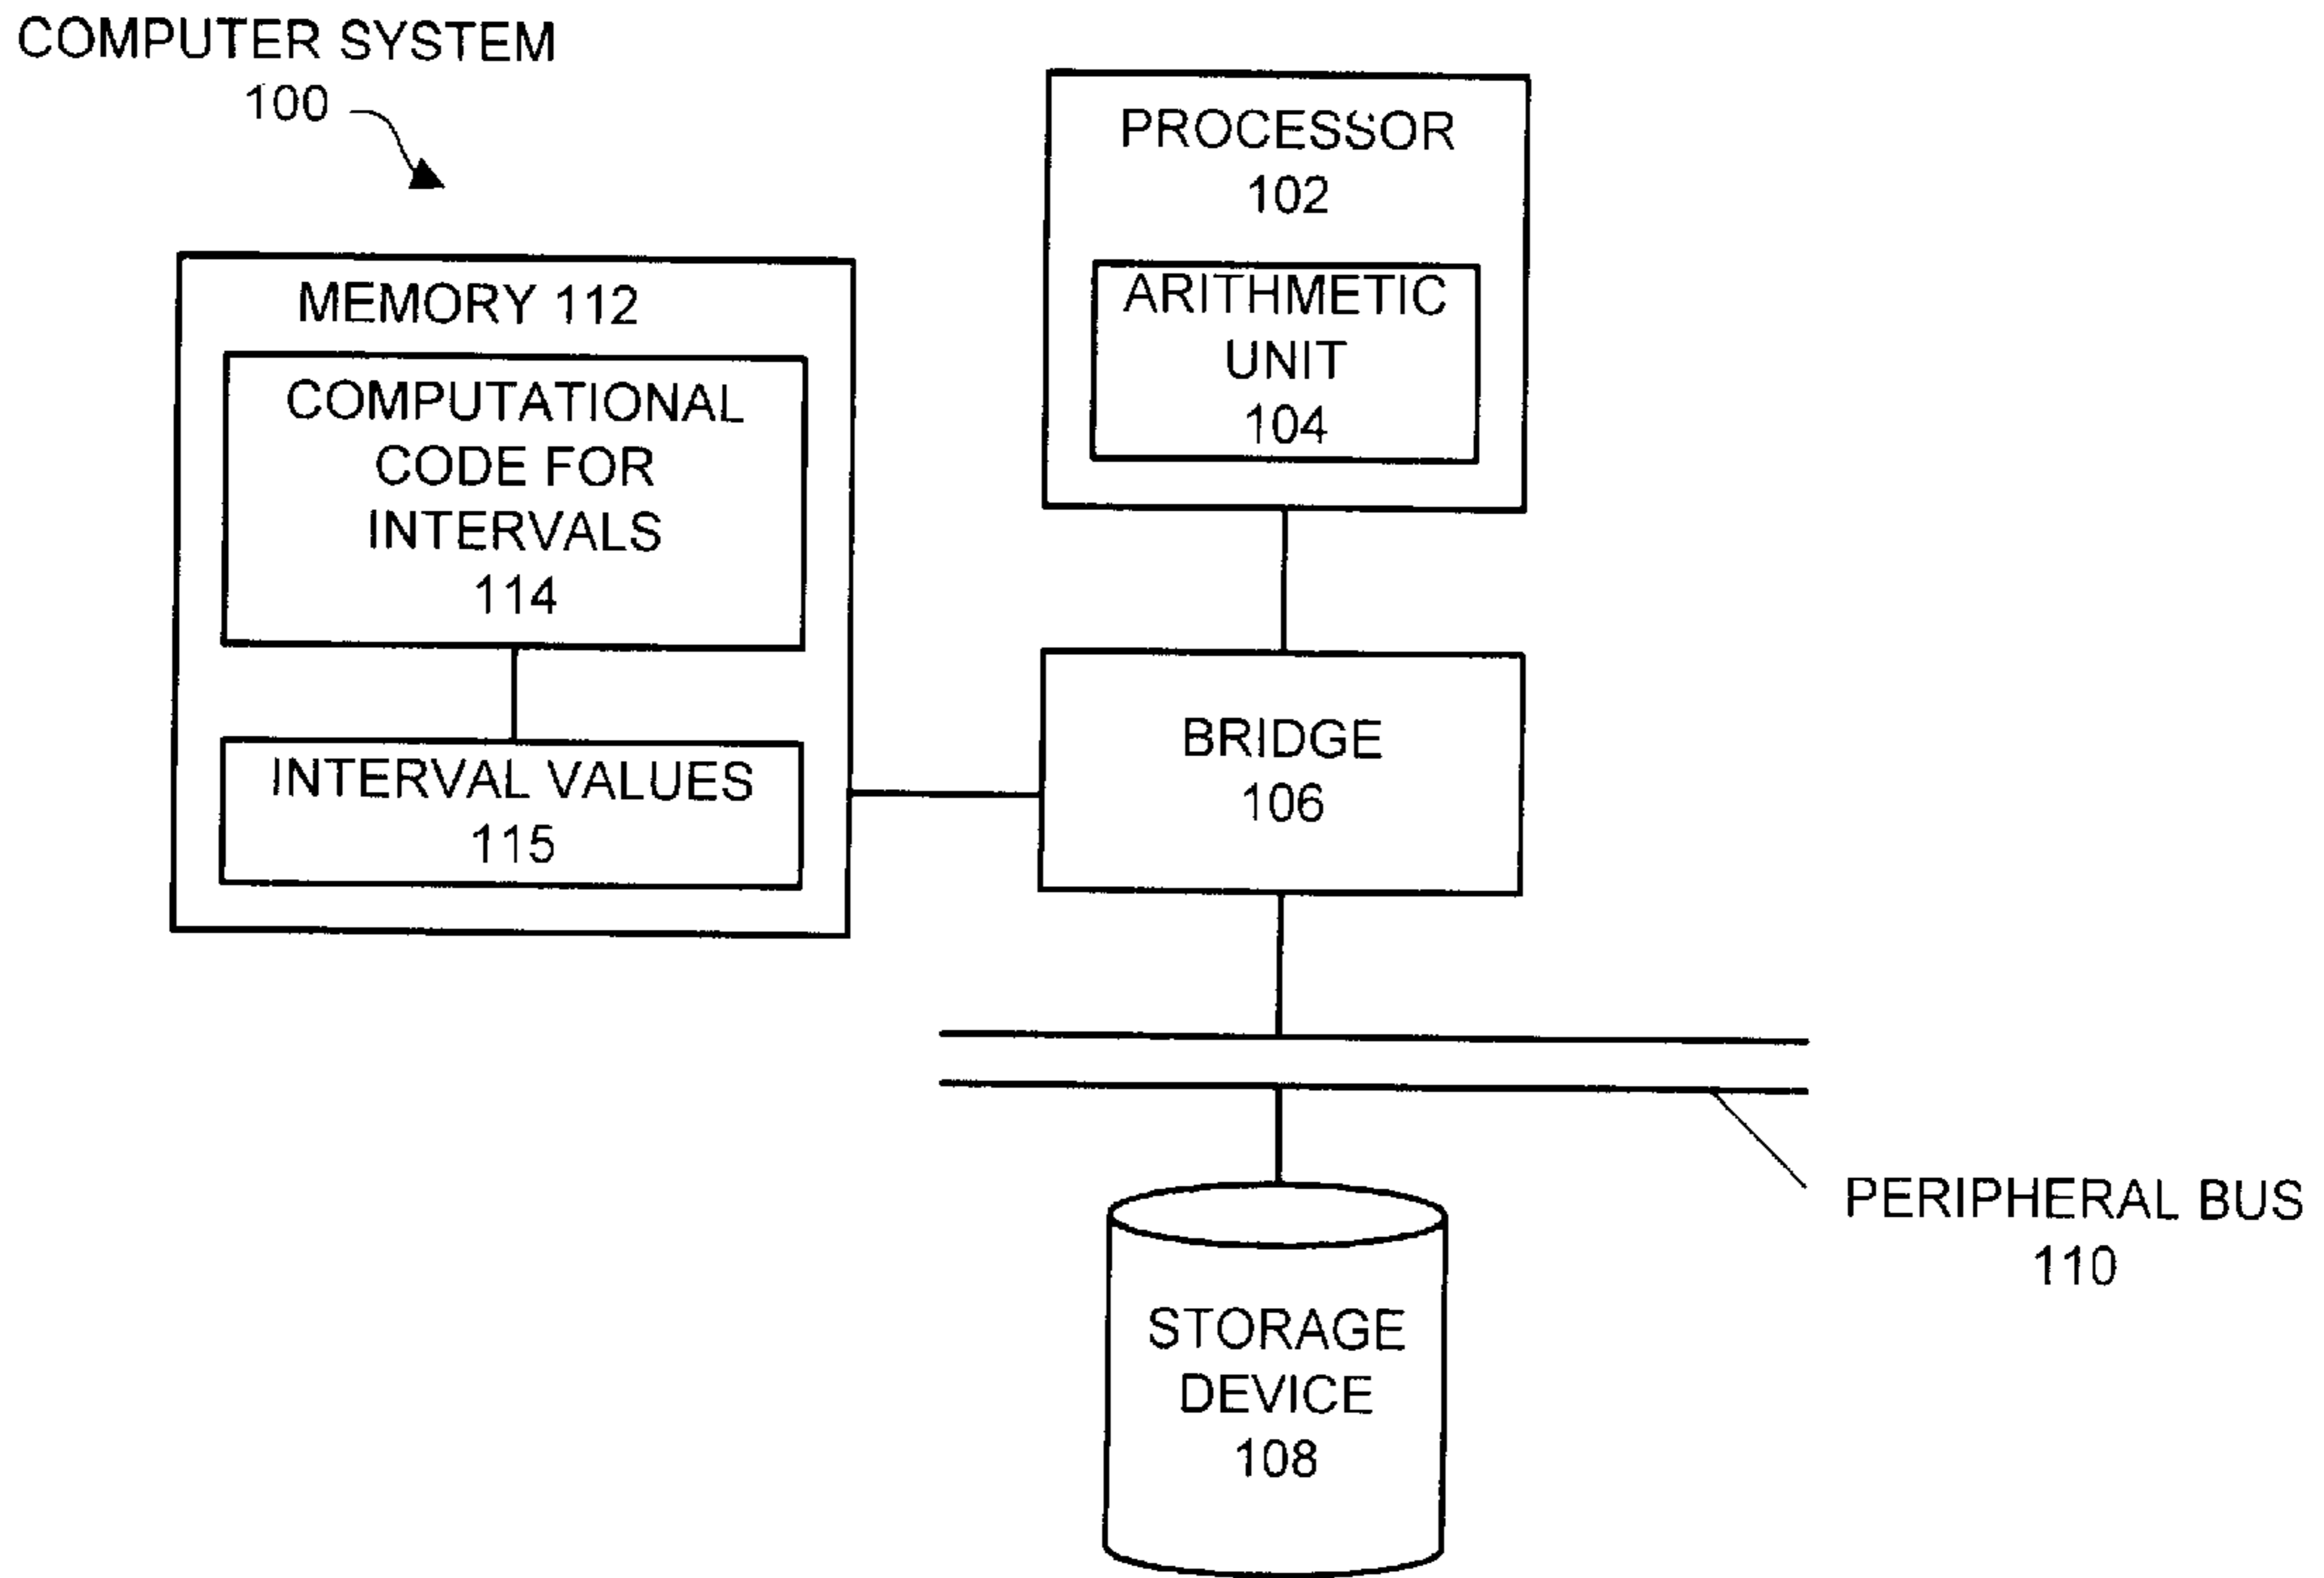 COMPUTER SYSTEM
100
PROCESSOR
102
ARITHMETIC
UNIT
104
MEMORY 112
COMPUTATIONAL
CODE FOR
INTERVALS
114
INTERVAL VALUES
115
BRIDGE
106
PERIPHERAL BUS
110
STORAGE
DEVICE
108